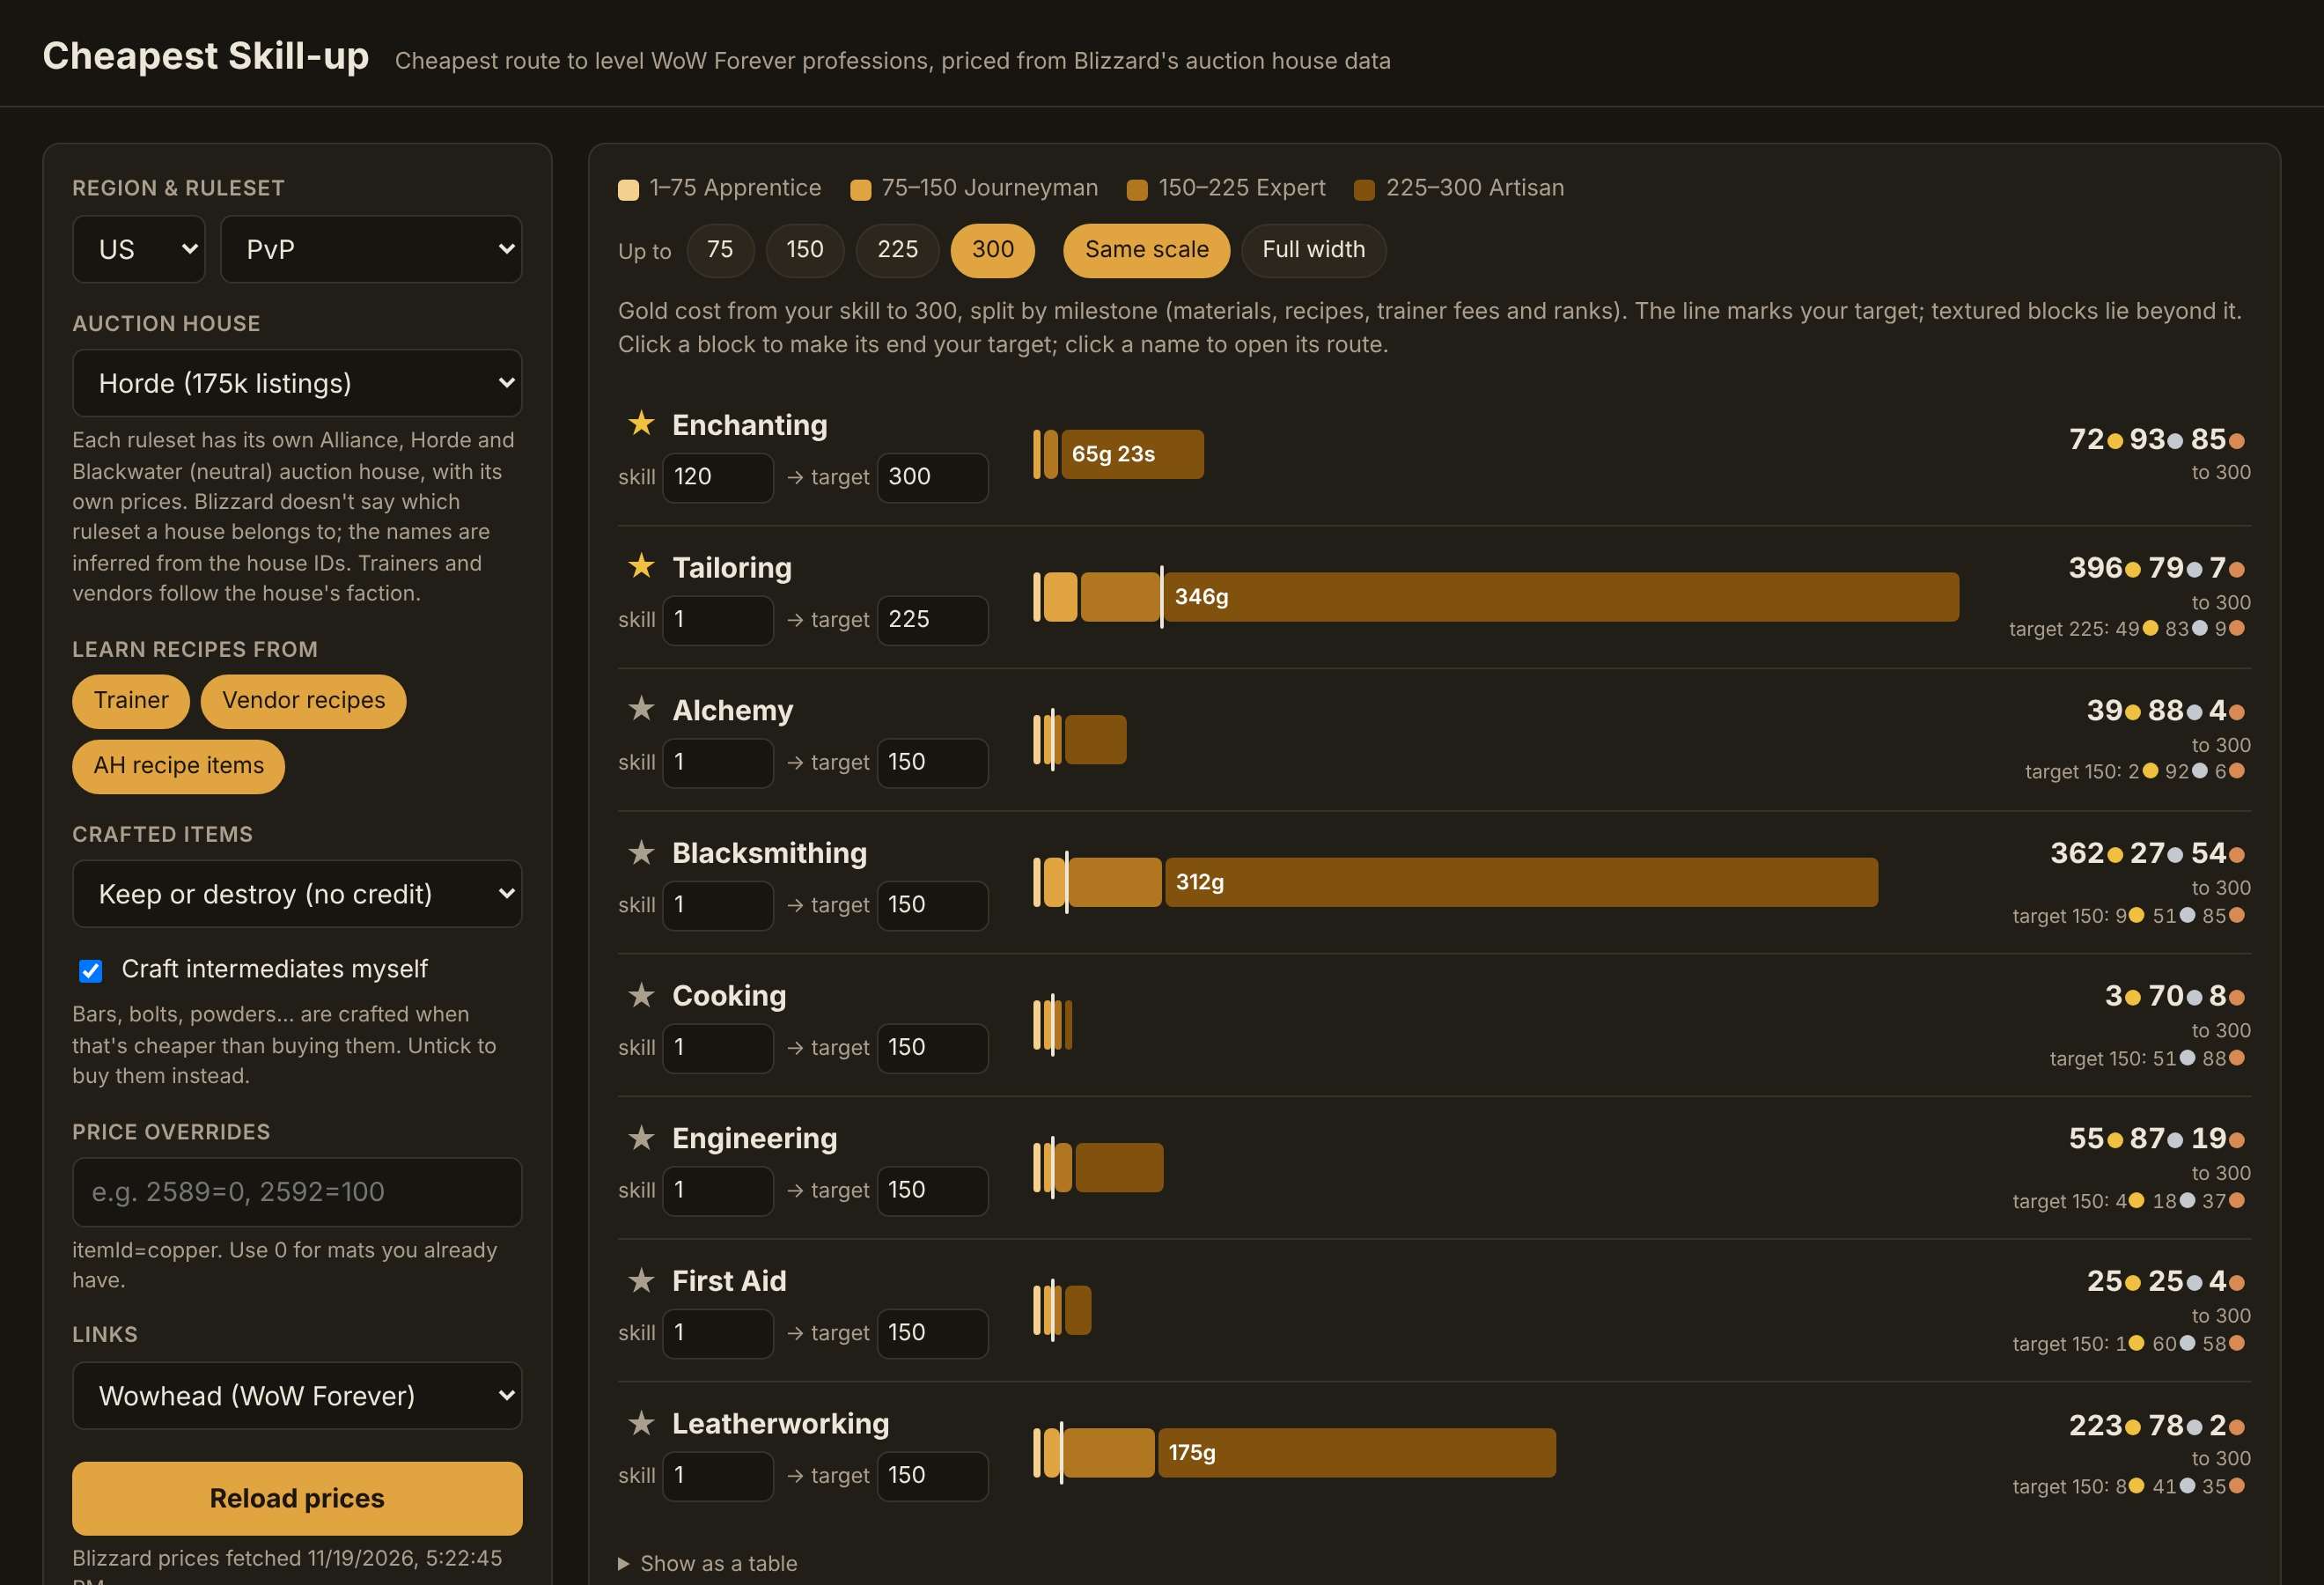 Cheapest Skill-up
Cheapest route to level WoW Forever professions, priced from Blizzard's auction house data
REGION & RULESET
US
PvP
AUCTION HOUSE
Horde (175k listings)
Each ruleset has its own Alliance, Horde and
Blackwater (neutral) auction house, with its
own prices. Blizzard doesn't say which
ruleset a house belongs to; the names are
inferred from the house IDs. Trainers and
vendors follow the house's faction.
LEARN RECIPES FROM
Trainer
Vendor recipes
AH recipe items
CRAFTED ITEMS
Keep or destroy (no credit)
Craft intermediates myself
Bars, bolts, powders... are crafted when
that's cheaper than buying them. Untick to
buy them instead.
PRICE OVERRIDES
e.g. 2589=0, 2592=100
itemId=copper. Use 0 for mats you already
have.
LINKS
Wowhead (WoW Forever)
Reload prices
Blizzard prices fetched 11/19/2026, 5:22:45
1–75 Apprentice
75–150 Journeyman
150–225 Expert
225–300 Artisan
Up to 75 150 225 300 Same scale Full width
Gold cost from your skill to 300, split by milestone (materials, recipes, trainer fees and ranks). The line marks your target; textured blocks lie beyond it.
Click a block to make its end your target; click a name to open its route.
★ Enchanting
skill 120 → target 300
65g 23s
72 93 85
to 300
★ Tailoring
skill 1 → target 225
346g
396 79 7
to 300
target 225: 49 83 9
★ Alchemy
skill 1 → target 150
39 88 4
to 300
target 150: 2 92 6
★ Blacksmithing
skill 1 → target 150
312g
362 27 54
to 300
target 150: 9 51 85
★ Cooking
skill 1 → target 150
3 70 8
to 300
target 150: 51 88
★ Engineering
skill 1 → target 150
55 87 19
to 300
target 150: 4 18 37
★ First Aid
skill 1 → target 150
25 25 4
to 300
target 150: 1 60 58
★ Leatherworking
skill 1 → target 150
175g
223 78 2
to 300
target 150: 8 41 35
▶ Show as a table